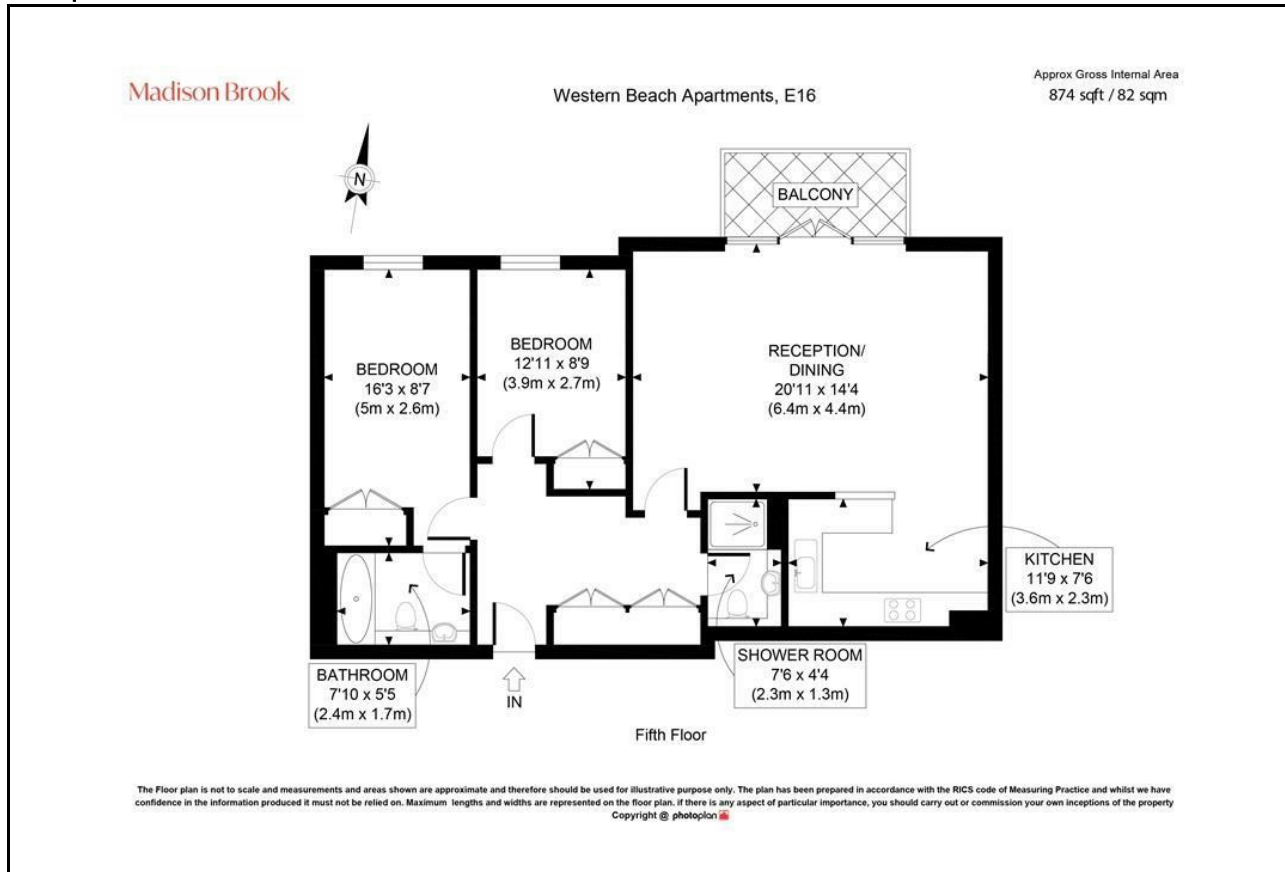 Madison Brook
Western Beach Apartments, E16
Approx Gross Internal Area
874 sqft / 82 sqm
N
BALCONY
BEDROOM
16'3 x 8'7
(5m x 2.6m)
BEDROOM
12'11 x 8'9
(3.9m x 2.7m)
RECEPTION/
DINING
20'11 x 14'4
(6.4m x 4.4m)
KITCHEN
11'9 x 7'6
(3.6m x 2.3m)
BATHROOM
7'10 x 5'5
(2.4m x 1.7m)
IN
SHOWER ROOM
7'6 x 4'4
(2.3m x 1.3m)
Fifth Floor
The Floor plan is not to scale and measurements and areas shown are approximate and therefore should be used for illustrative purpose only. The plan has been prepared in accordance with the RICS code of Measuring Practice and whilst we have
confidence in the information produced it must not be relied on. Maximum lengths and widths are represented on the floor plan. if there is any aspect of particular importance, you should carry out or commission your own inceptions of the property
Copyright @ photoplan